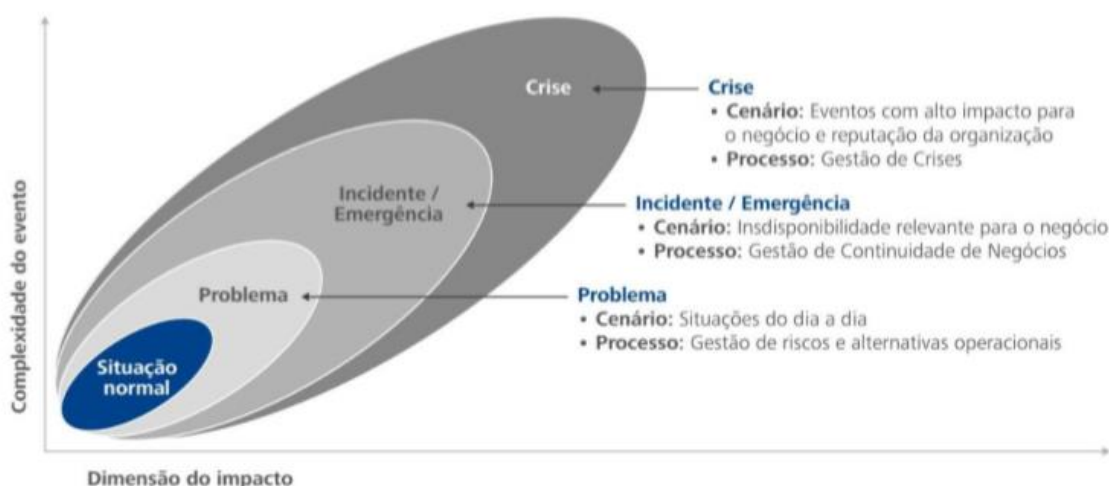 Complexidade do evento
Crise
Crise
• Cenário: Eventos com alto impacto para
o negócio e reputação da organização
• Processo: Gestão de Crises
Incidente /
Emergência
Incidente / Emergência
• Cenário: Insdisponibilidade relevante para o negócio
• Processo: Gestão de Continuidade de Negócios
Problema
Problema
• Cenário: Situações do dia a dia
• Processo: Gestão de riscos e alternativas operacionais
Situação
normal
Dimensão do impacto